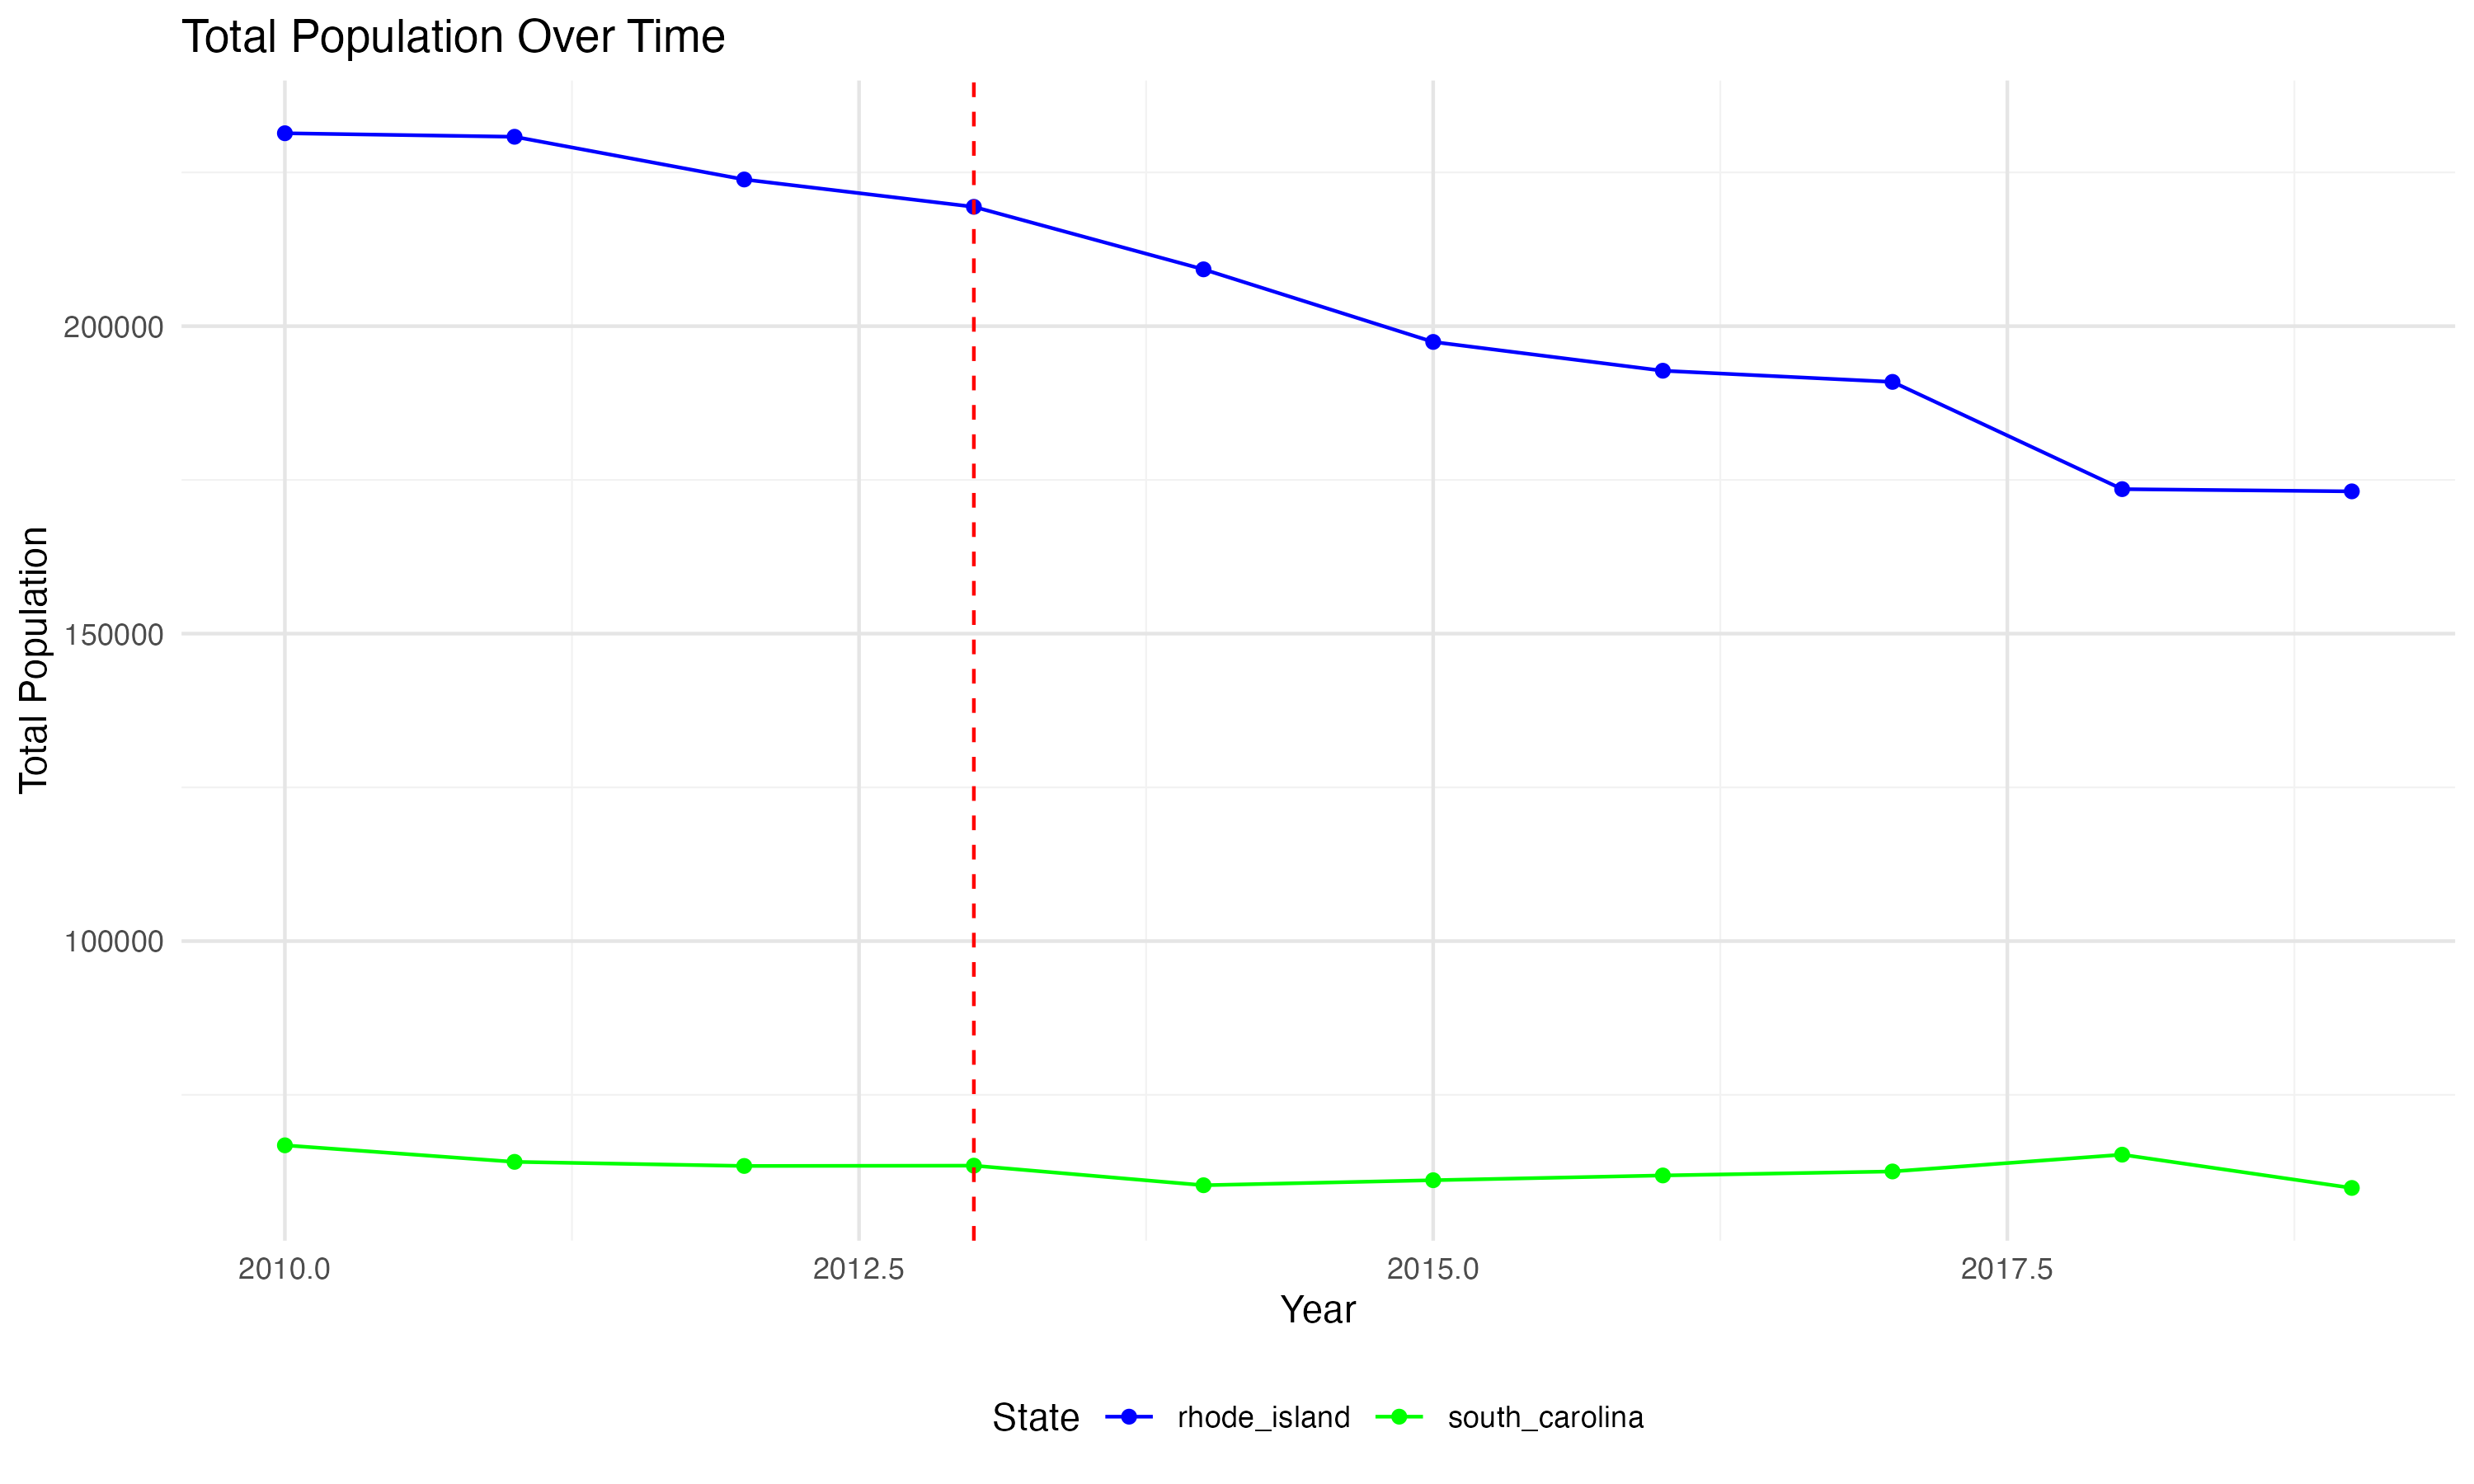 Total Population Over Time
Total Population
200000
150000
100000
2010.0
2012.5
2015.0
2017.5
Year
State rhode_island south_carolina